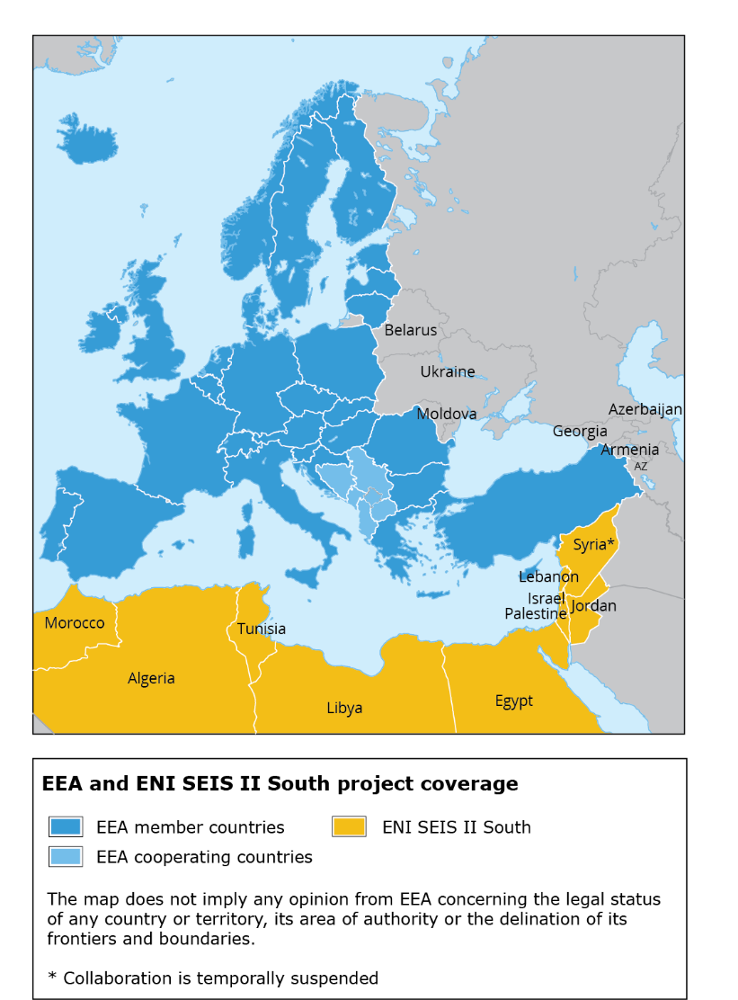 Belarus
Ukraine
Moldova
Azerbaijan
Georgia
Armenia
AZ
Syria*
Lebanon
Israel
Jordan
Palestine
Morocco
Tunisia
Algeria
Libya
Egypt
EEA and ENI SEIS II South project coverage
EEA member countries
ENI SEIS II South
EEA cooperating countries
The map does not imply any opinion from EEA concerning the legal status
of any country or territory, its area of authority or the delination of its
frontiers and boundaries.
* Collaboration is temporally suspended